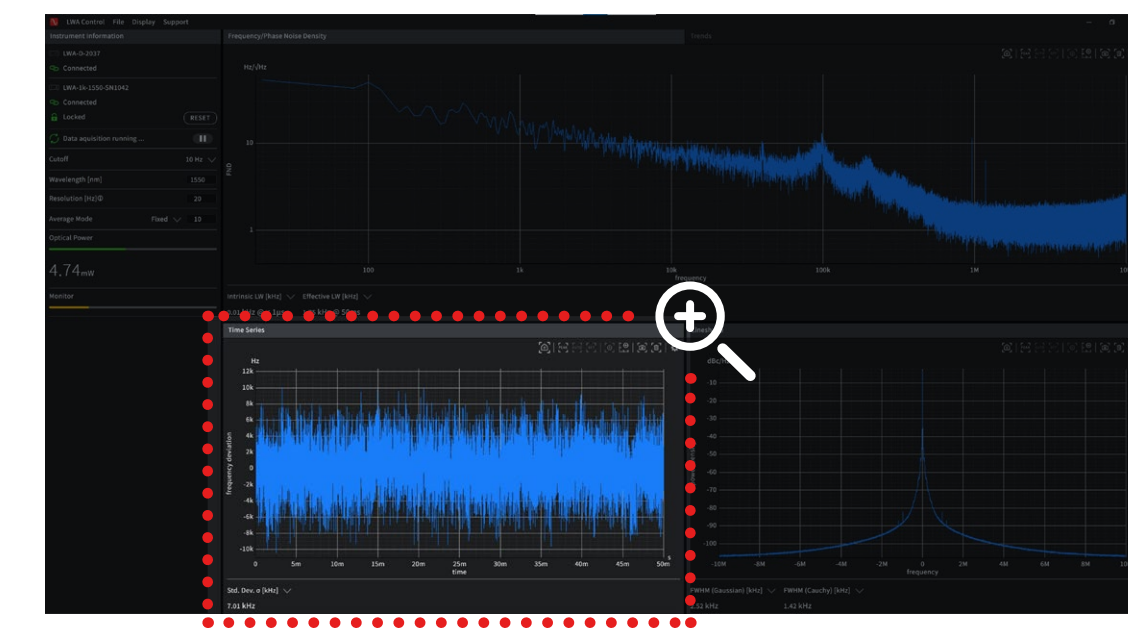 LWA Control File Display Support
Instrument Information
LWA-D-2037
Connected
LWA-1k-1550-SN1042
Connected
Locked RESET
Data aquisition running ...
Cutoff 10 Hz
Wavelength [nm] 1550
Resolution [Hz] 20
Average Mode Fixed 10
Optical Power
4.74 mW
Monitor
Frequency/Phase Noise Density
Trends
Hz/√Hz
10
1
FND
100 1k 10k 100k 1M 10
frequency
Intrinsic LW [kHz] Effective LW [kHz]
Time Series
Hz
12k
10k
8k
6k
4k
2k
0
-2k
-4k
-6k
-8k
-10k
frequency deviation
0 5m 10m 15m 20m 25m 30m 35m 40m 45m 50m
s
time
Std. Dev. σ [kHz]
7.01 kHz
-10
-20
-30
-40
-50
-60
-70
-80
-90
-100
-10M -8M -6M -4M -2M 0 2M 4M 6M 8M 10
frequency
FWHM (Gaussian) [kHz] FWHM (Cauchy) [kHz]
1.42 kHz